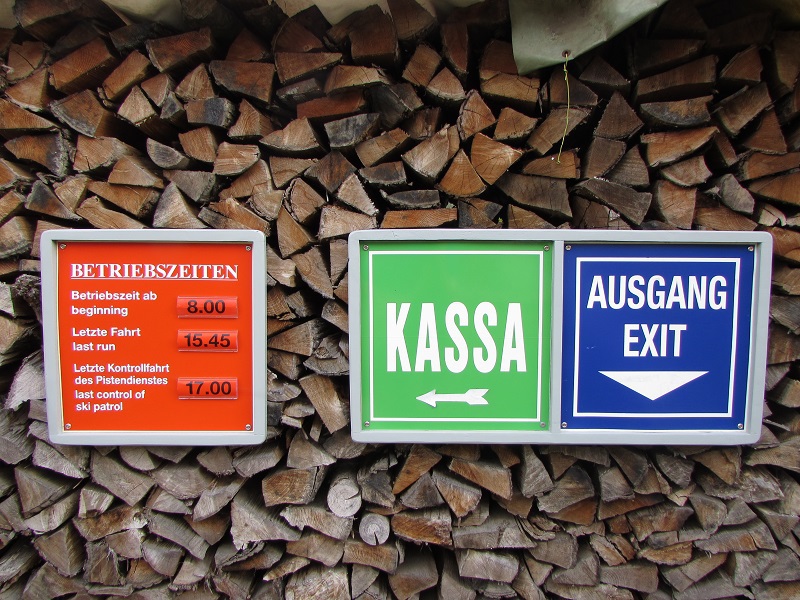 BETRIEBSZEITEN
Betriebszeit ab
beginning
8.00
Letzte Fahrt
last run
15.45
Letzte Kontrollfahrt
des Pistendienstes
last control of
ski patrol
17.00
KASSA
AUSGANG
EXIT